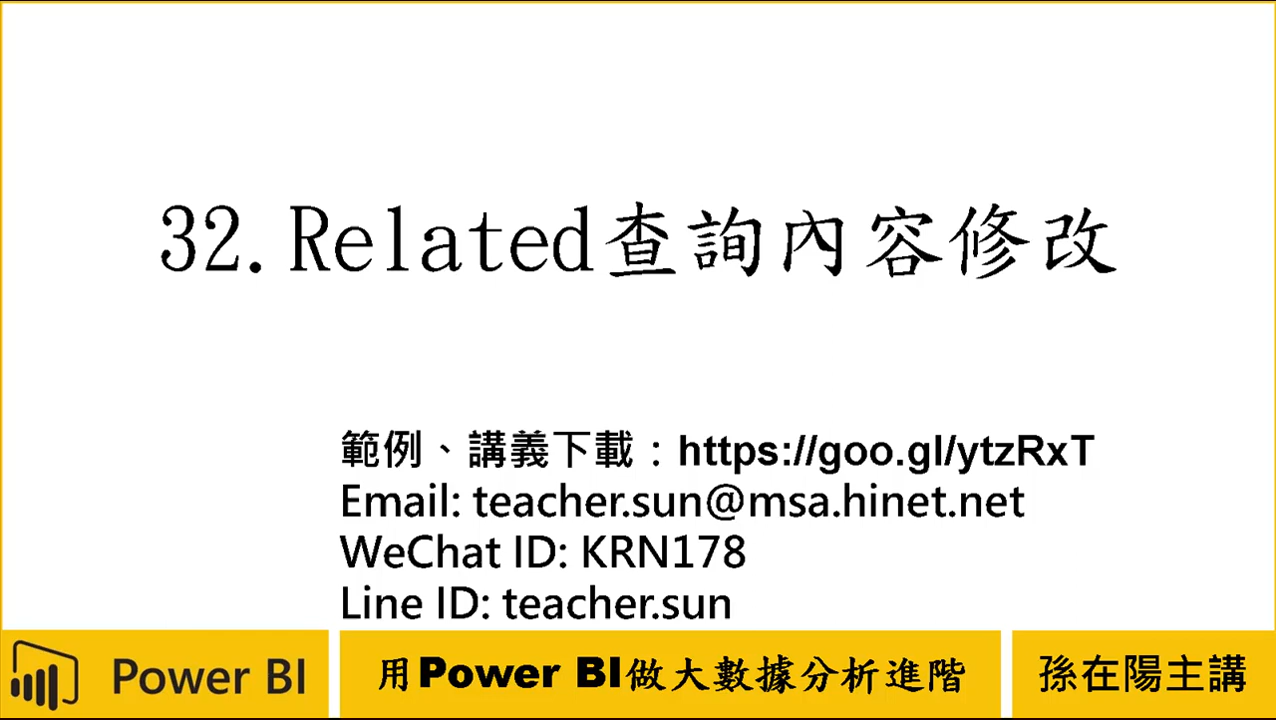 32.Related查詢內容修改
範例、講義下載：https://goo.gl/ytzRxT
Email: teacher.sun@msa.hinet.net
WeChat ID: KRN178
Line ID: teacher.sun
Power BI
用Power BI做大數據分析進階
孫在陽主講